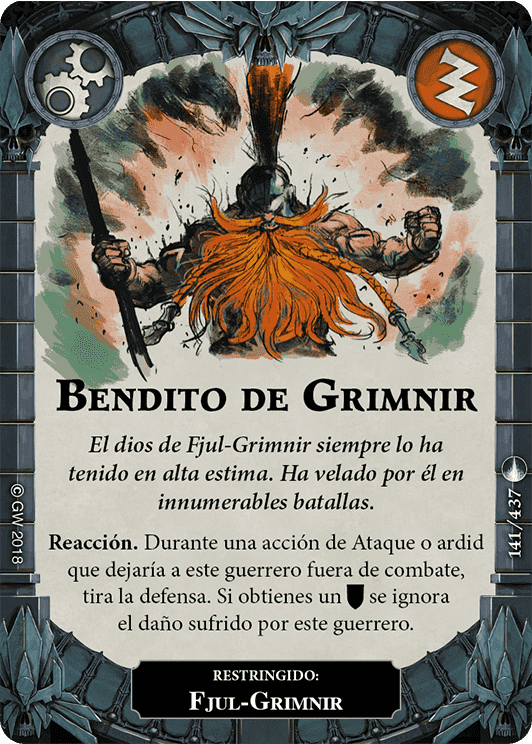 BENDITO DE GRIMNIR
El dios de Fjul-Grimnir siempre lo ha
tenido en alta estima. Ha velado por él en
innumerables batallas.
Reacción. Durante una acción de Ataque o ardid
que dejaría a este guerrero fuera de combate,
tira la defensa. Si obtienes un se ignora
el daño sufrido por este guerrero.
RESTRINGIDO:
FJUL-GRIMNIR
© GW 2018
141/437